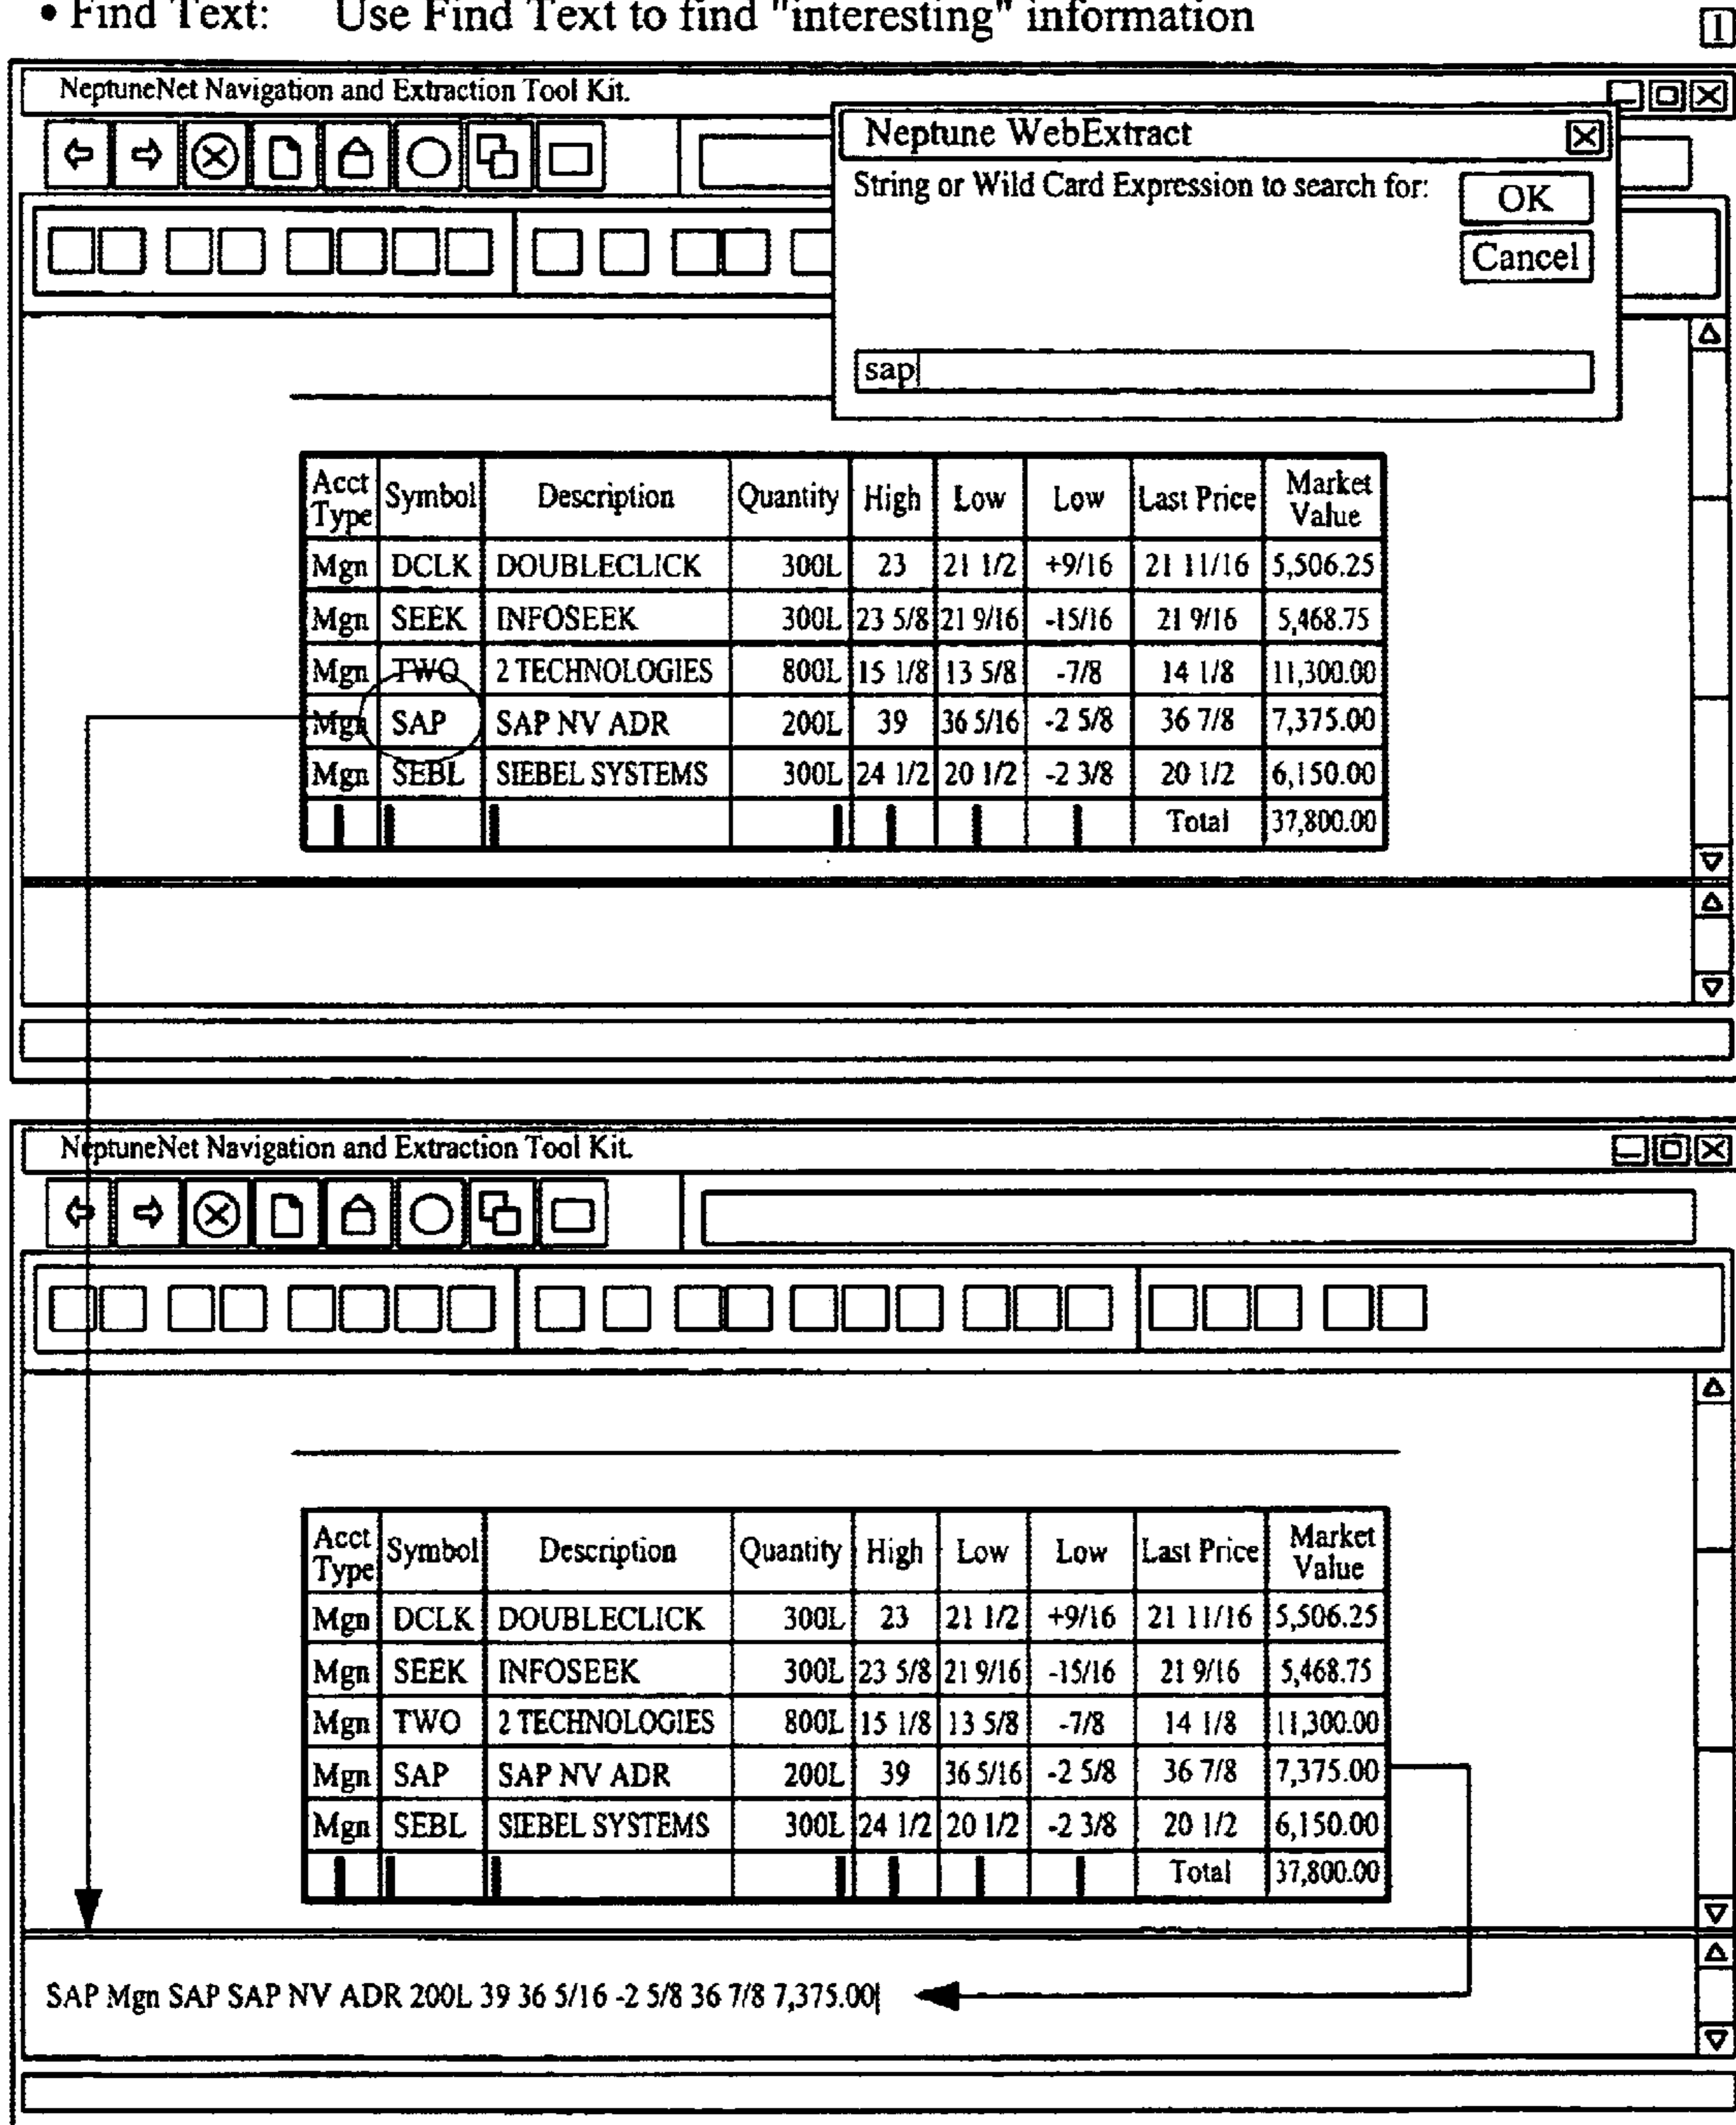 • Find Text: Use Find Text to find "interesting" information
1
NeptuneNet Navigation and Extraction Tool Kit.
Neptune WebExtract
String or Wild Card Expression to search for:
OK
Cancel
sap
Acct Type Symbol Description Quantity High Low Low Last Price Market Value
Mgn DCLK DOUBLECLICK 300L 23 21 1/2 +9/16 21 11/16 5,506.25
Mgn SEEK INFOSEEK 300L 23 5/8 21 9/16 -15/16 21 9/16 5,468.75
Mgn TWO 2 TECHNOLOGIES 800L 15 1/8 13 5/8 -7/8 14 1/8 11,300.00
Mgn SAP SAP NV ADR 200L 39 36 5/16 -2 5/8 36 7/8 7,375.00
Mgn SEBL SIEBEL SYSTEMS 300L 24 1/2 20 1/2 -2 3/8 20 1/2 6,150.00
Total 37,800.00
NeptuneNet Navigation and Extraction Tool Kit.
Acct Type Symbol Description Quantity High Low Low Last Price Market Value
Mgn DCLK DOUBLECLICK 300L 23 21 1/2 +9/16 21 11/16 5,506.25
Mgn SEEK INFOSEEK 300L 23 5/8 21 9/16 -15/16 21 9/16 5,468.75
Mgn TWO 2 TECHNOLOGIES 800L 15 1/8 13 5/8 -7/8 14 1/8 11,300.00
Mgn SAP SAP NV ADR 200L 39 36 5/16 -2 5/8 36 7/8 7,375.00
Mgn SEBL SIEBEL SYSTEMS 300L 24 1/2 20 1/2 -2 3/8 20 1/2 6,150.00
Total 37,800.00
SAP Mgn SAP SAP NV ADR 200L 39 36 5/16 -2 5/8 36 7/8 7,375.00